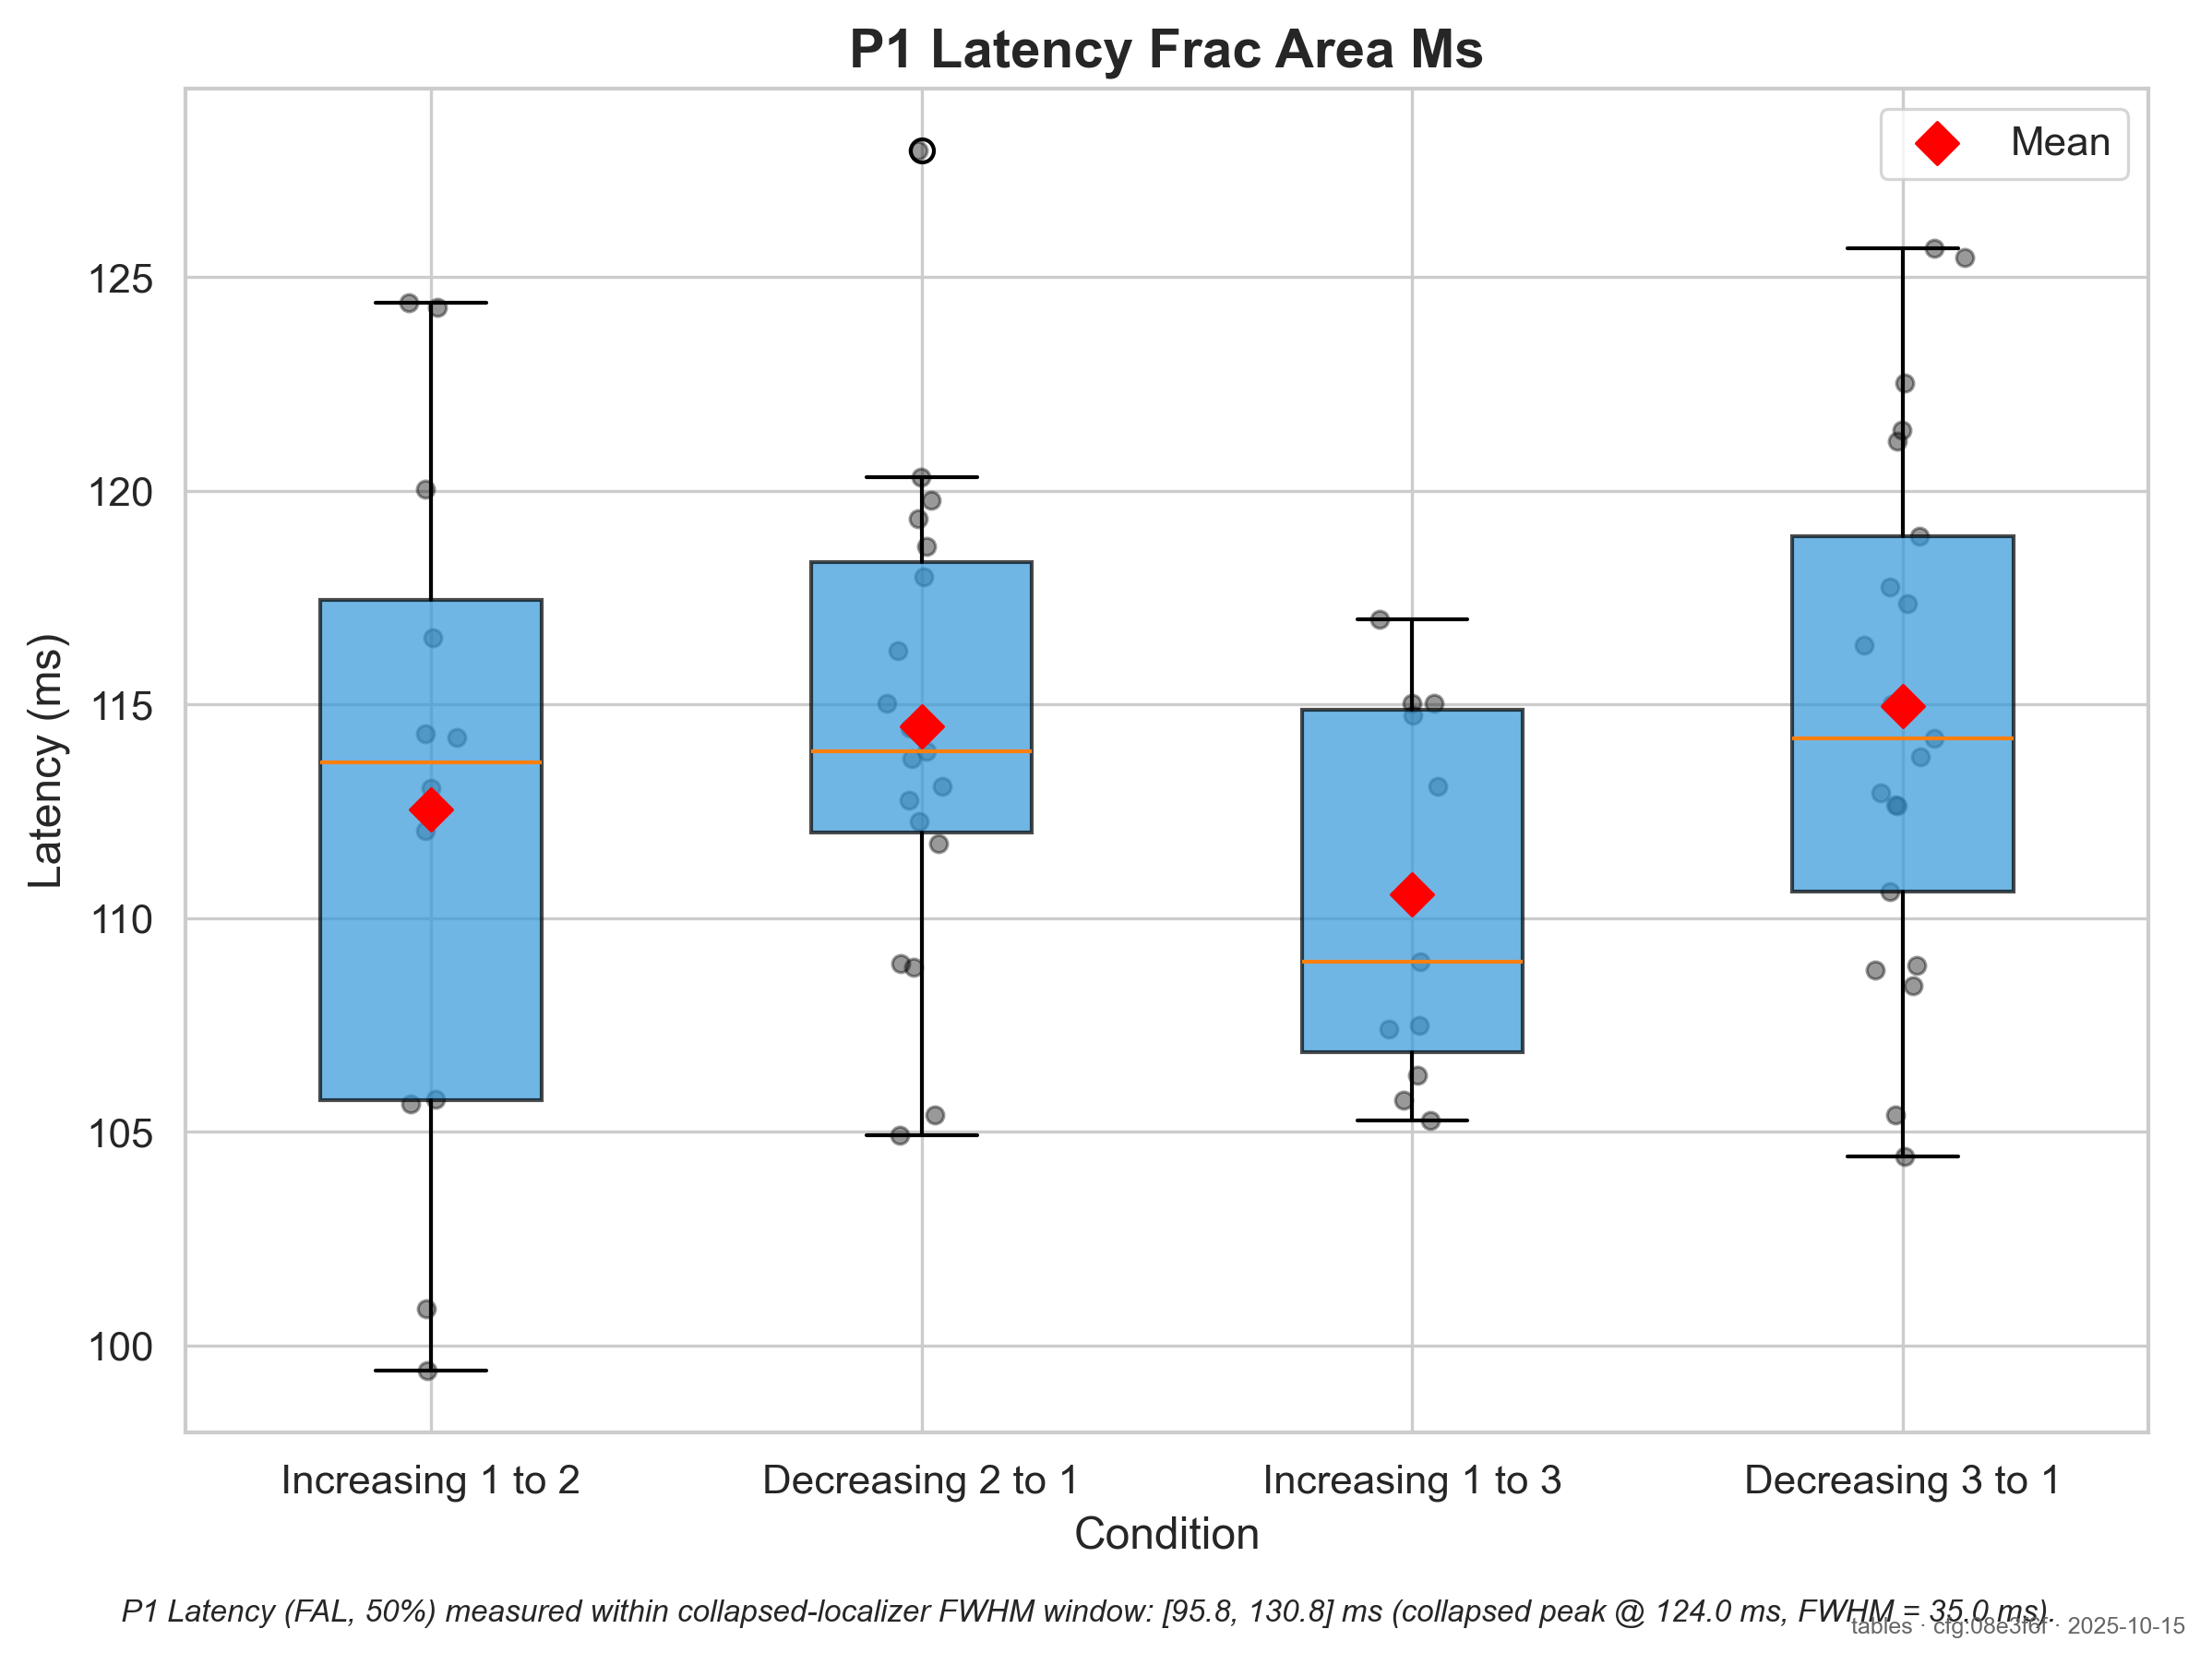 P1 Latency Frac Area Ms
Mean
125
120
115
110
105
100
Latency (ms)
Increasing 1 to 2
Decreasing 2 to 1
Increasing 1 to 3
Decreasing 3 to 1
Condition
P1 Latency (FAL, 50%) measured within collapsed-localizer FWHM window: [95.8, 130.8] ms (collapsed peak @ 124.0 ms, FWHM = 35.0 ms).
tables · cfg:08e3f6f · 2025-10-15